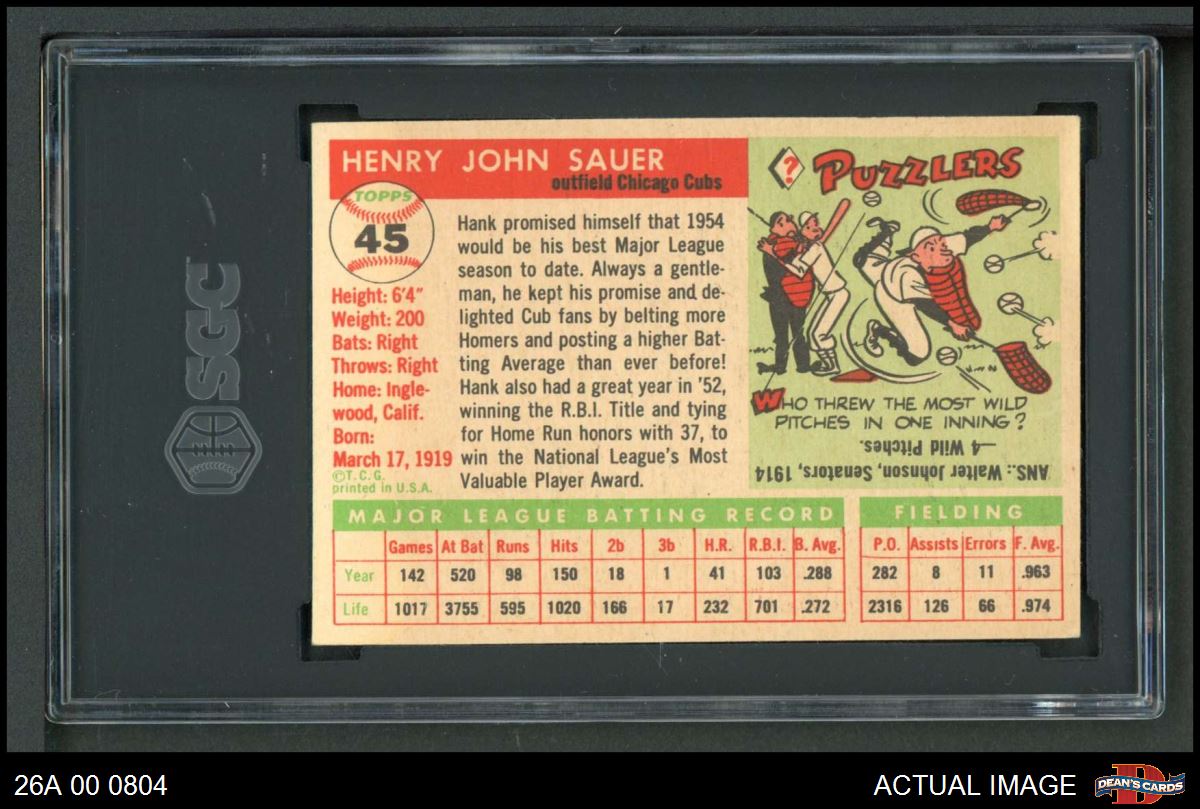 SGC
HENRY JOHN SAUER
outfield Chicago Cubs
TOPPS
45
Height: 6'4"
Weight: 200
Bats: Right
Throws: Right
Home: Ingle-
wood, Calif.
Born:
March 17, 1919
©T.C.G.
printed in U.S.A.
Hank promised himself that 1954
would be his best Major League
season to date. Always a gentle-
man, he kept his promise and de-
lighted Cub fans by belting more
Homers and posting a higher Bat-
ting Average than ever before!
Hank also had a great year in '52,
winning the R.B.I. Title and tying
for Home Run honors with 37, to
win the National League's Most
Valuable Player Award.
? PUZZLERS
WHO THREW THE MOST WILD
PITCHES IN ONE INNING?
ANS.: Walter Johnson, Senators, 1914
—4 Wild Pitches.
MAJOR LEAGUE BATTING RECORD
Games At Bat Runs Hits 2b 3b H.R. R.B.I. B. Avg.
Year 142 520 98 150 18 1 41 103 .288
Life 1017 3755 595 1020 166 17 232 701 .272
FIELDING
P.O. Assists Errors F. Avg.
282 8 11 .963
2316 126 66 .974
26A 00 0804
ACTUAL IMAGE
DEAN'S CARDS